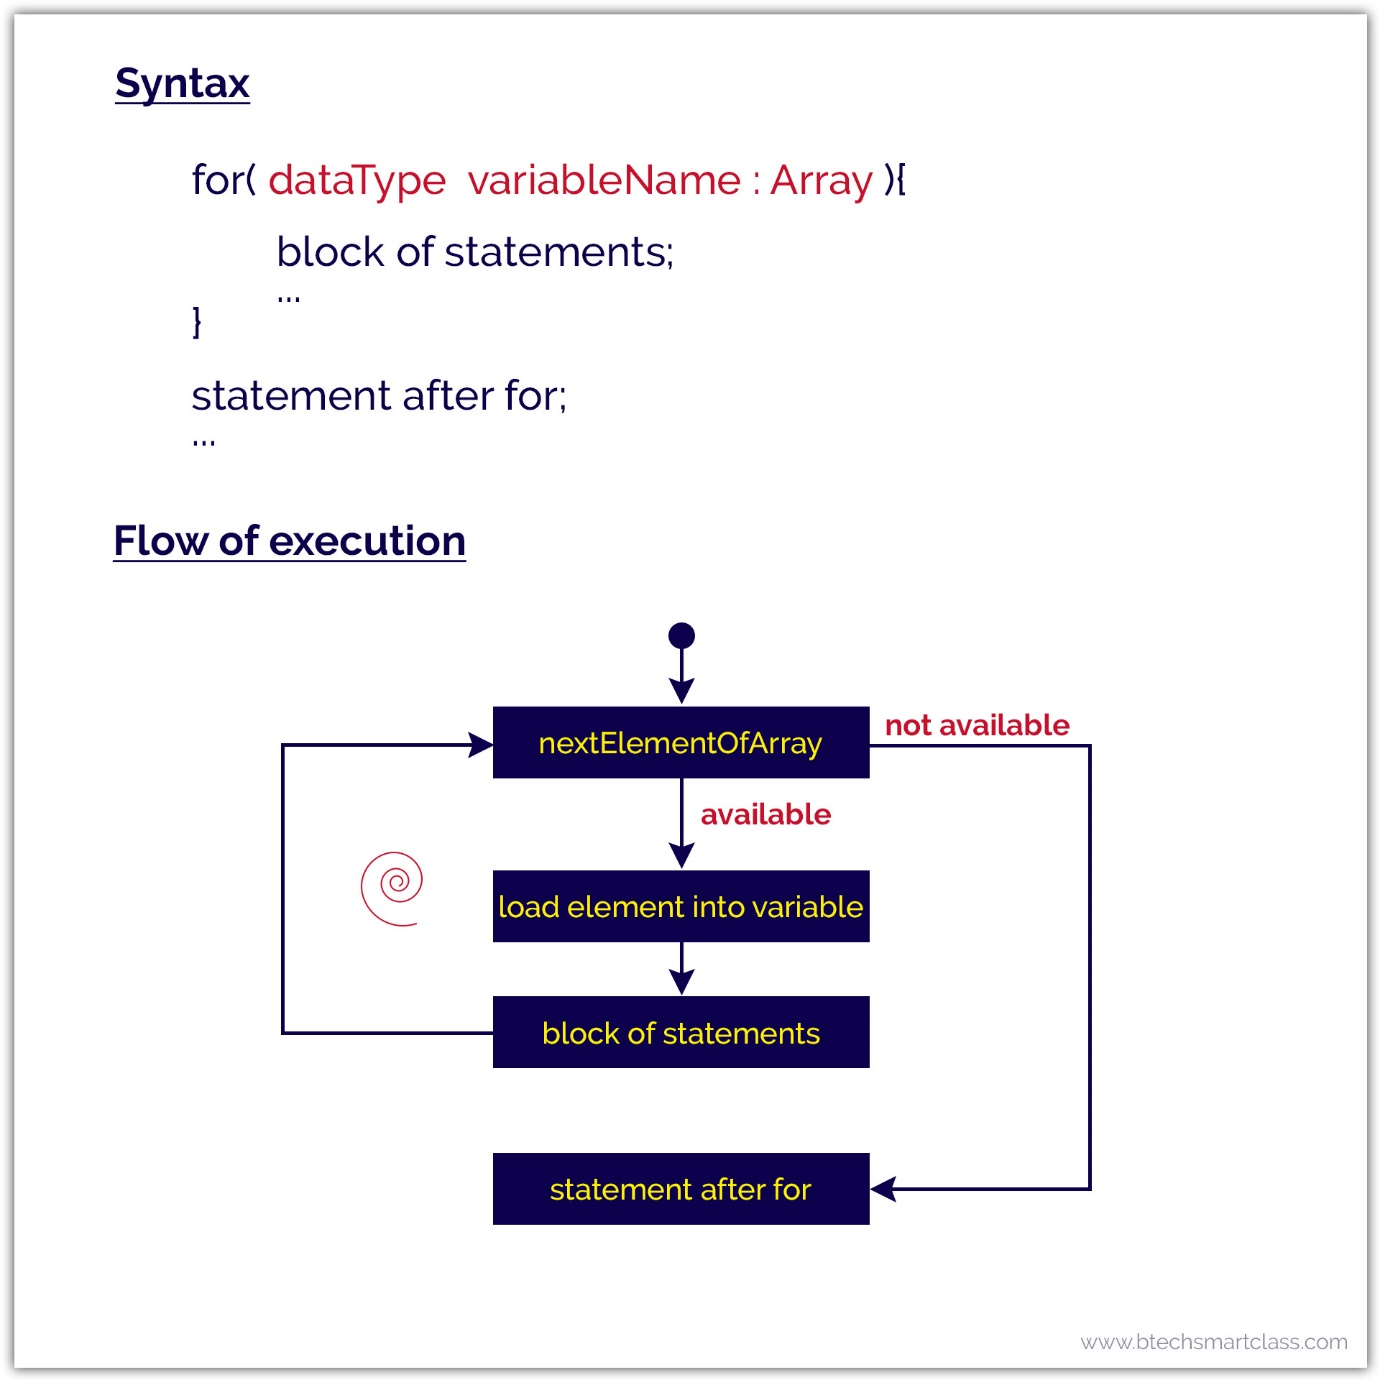 Syntax
for( dataType variableName : Array ){
block of statements;
...
}
statement after for;
...
Flow of execution
nextElementOfArray
not available
available
load element into variable
block of statements
statement after for
www.btechsmartclass.com